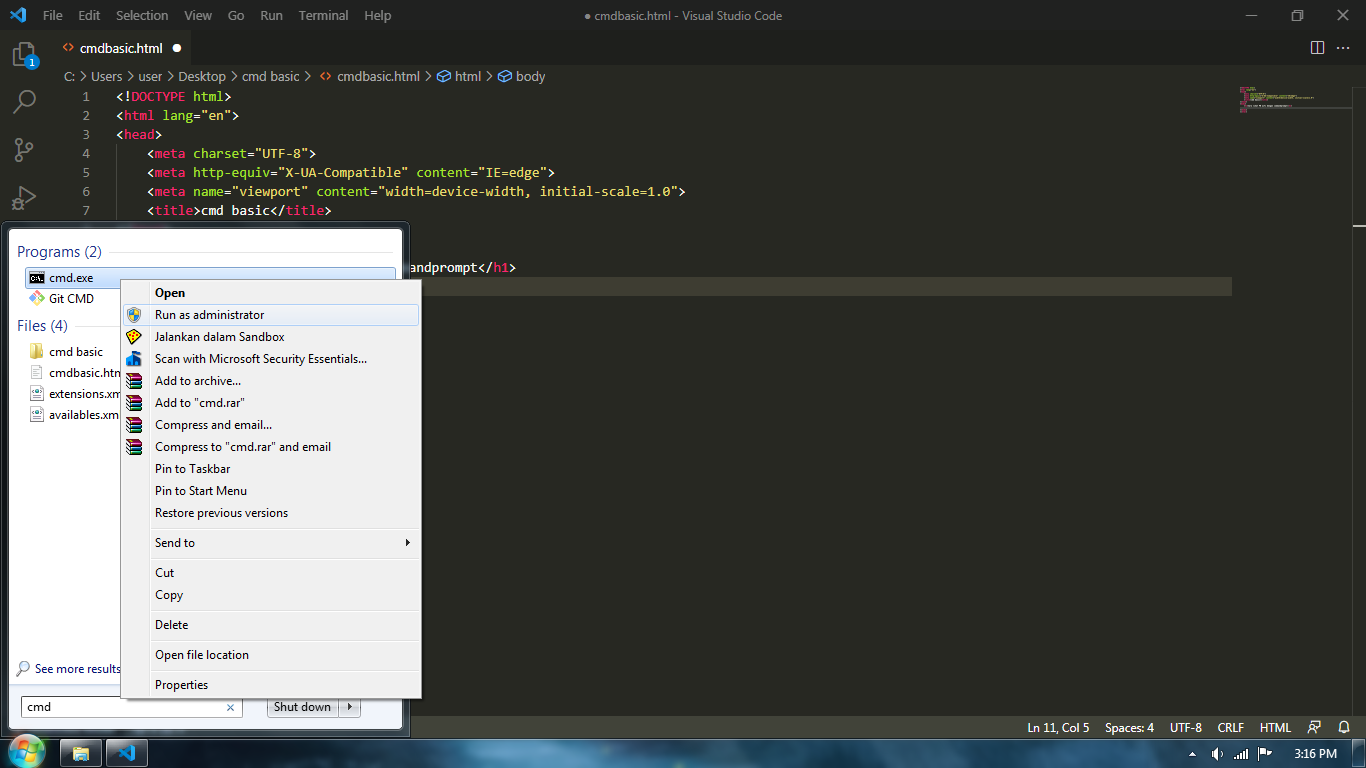 File Edit Selection View Go Run Terminal Help
● cmdbasic.html - Visual Studio Code
1
<> cmdbasic.html ●
C: > Users > user > Desktop > cmd basic > <> cmdbasic.html > html > body
1 <!DOCTYPE html>
2 <html lang="en">
3 <head>
4 <meta charset="UTF-8">
5 <meta http-equiv="X-UA-Compatible" content="IE=edge">
6 <meta name="viewport" content="width=device-width, initial-scale=1.0">
7 <title>cmd basic</title>
andprompt</h1>
Programs (2)
cmd.exe
Git CMD
Files (4)
cmd basic
cmdbasic.htm
extensions.xm
availables.xm
See more results
cmd
Shut down
Open
Run as administrator
Jalankan dalam Sandbox
Scan with Microsoft Security Essentials...
Add to archive...
Add to "cmd.rar"
Compress and email...
Compress to "cmd.rar" and email
Pin to Taskbar
Pin to Start Menu
Restore previous versions
Send to
Cut
Copy
Delete
Open file location
Properties
Ln 11, Col 5 Spaces: 4 UTF-8 CRLF HTML
3:16 PM